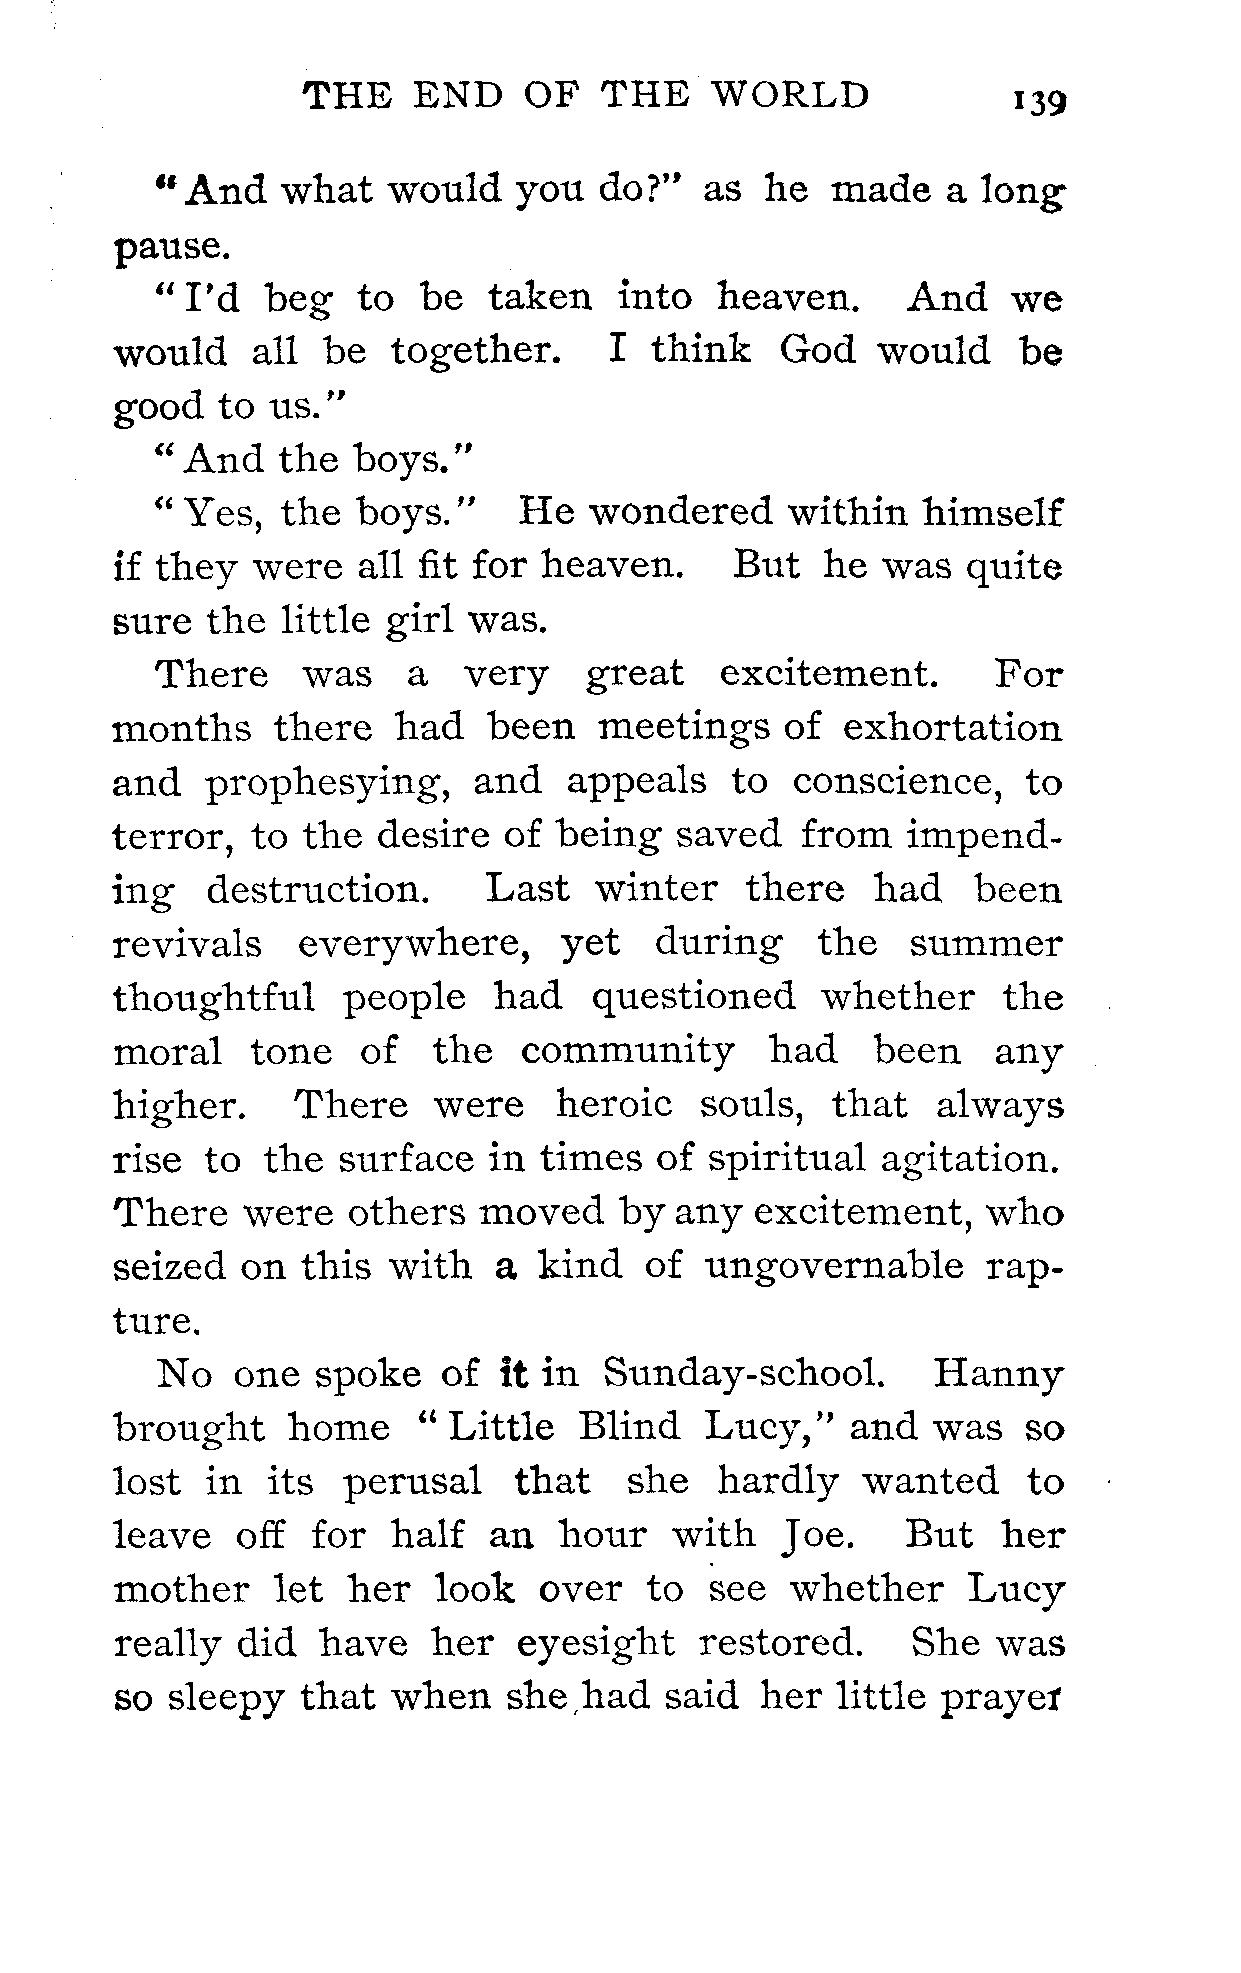 THE END OF THE WORLD 139
“And what would you do?” as he made a long
pause.
“I’d beg to be taken into heaven. And we
would all be together. I think God would be
good to us.”
“And the boys.”
“Yes, the boys.” He wondered within himself
if they were all fit for heaven. But he was quite
sure the little girl was.
There was a very great excitement. For
months there had been meetings of exhortation
and prophesying, and appeals to conscience, to
terror, to the desire of being saved from impend-
ing destruction. Last winter there had been
revivals everywhere, yet during the summer
thoughtful people had questioned whether the
moral tone of the community had been any
higher. There were heroic souls, that always
rise to the surface in times of spiritual agitation.
There were others moved by any excitement, who
seized on this with a kind of ungovernable rap-
ture.
No one spoke of it in Sunday-school. Hanny
brought home “Little Blind Lucy,” and was so
lost in its perusal that she hardly wanted to
leave off for half an hour with Joe. But her
mother let her look over to see whether Lucy
really did have her eyesight restored. She was
so sleepy that when she had said her little prayer